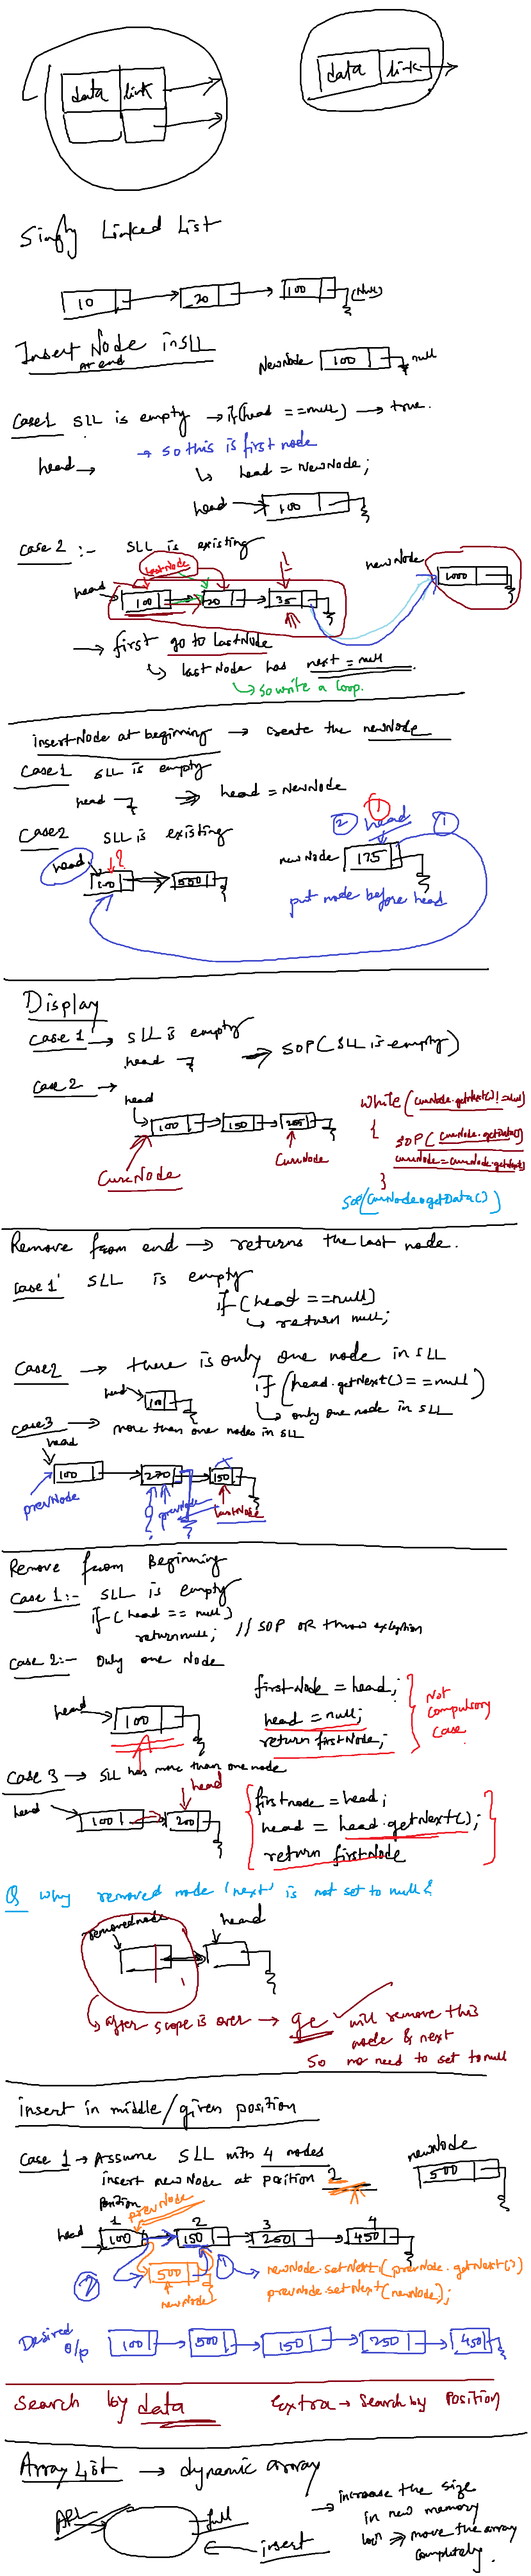 data link
data link
Singly Linked List
10 20 100 (Null)
Insert Node in SLL
At end
NewNode 100 null
Case1 SLL is empty → if(head ==null) → true.
→ so this is first node
head →
↳ head = NewNode;
head → 100
Case 2 :- SLL is existing
lastNode
newNode
head
100 20 35
1000
→ first go to lastNode
↳ last Node has next = null
↳ so write a loop.
insertNode at beginning → create the newNode
Case1 SLL is empty
head ⇒ head = NewNode
Case2 SLL is existing
1
2 head 1
head ?
100 500
newNode 175
put node before head
Display
Case 1 → SLL is empty
head → SOP(SLL is empty)
Case 2 →
head
100 150 255
CurrNode
CurrNode
while(currNode.getNext() != null)
{
SOP(currNode.getData())
currNode = currNode.getNext()
}
SOP(CurrNode.getData())
Remove from end → returns the last node.
Case 1 SLL is empty
if(head ==null)
↳ return null;
Case2 → there is only one node in SLL
head
100
if (head.getNext() == null)
↳ only one node in SLL
Case3 → more than one nodes in SLL
head
100 270 150
prevNode prevNode lastNode
Remove from Beginning
Case 1:- SLL is empty
if (head == null)
return null; // SOP OR throw exception
Case 2:- Only one Node
head
100
firstNode = head;
head = null;
return firstNode;
Not
Compulsory
Case
Case 3 → SLL has more than one node
head
head
100 200
firstnode = head;
head = head.getNext();
return firstNode
Q why removed node 'next' is not set to null?
removednode head
↳ After scope is over → gc ✓ will remove this
node & next
So no need to set to null
insert in middle/given position
Case 1 → Assume SLL with 4 nodes
insert newNode at position 2
newNode
500
Position
prevNode
1 2 3 4
head
100 150 250 450
2
500
newNode
1
→ newNode.setNext(prevNode.getNext())
prevNode.setNext(newNode);
Desired
o/p
100 500 150 250 450
Search by data Extra → Search by Position
Array List → dynamic array
ARL
full
← insert
→ increase the size
in new memory
⇒ move the array
completely.